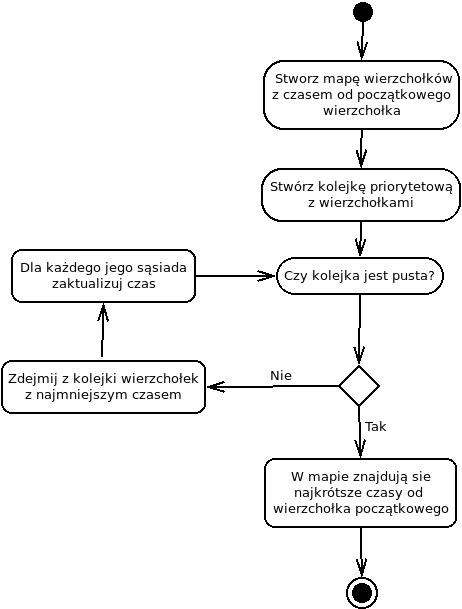 Stworz mapę wierzchołków
z czasem od początkowego
wierzchołka
Stwórz kolejkę priorytetową
z wierzchołkami
Dla każdego jego sąsiada
zaktualizuj czas
Czy kolejka jest pusta?
Zdejmij z kolejki wierzchołek
z najmniejszym czasem
Nie
Tak
W mapie znajdują sie
najkrótsze czasy od
wierzchołka początkowego